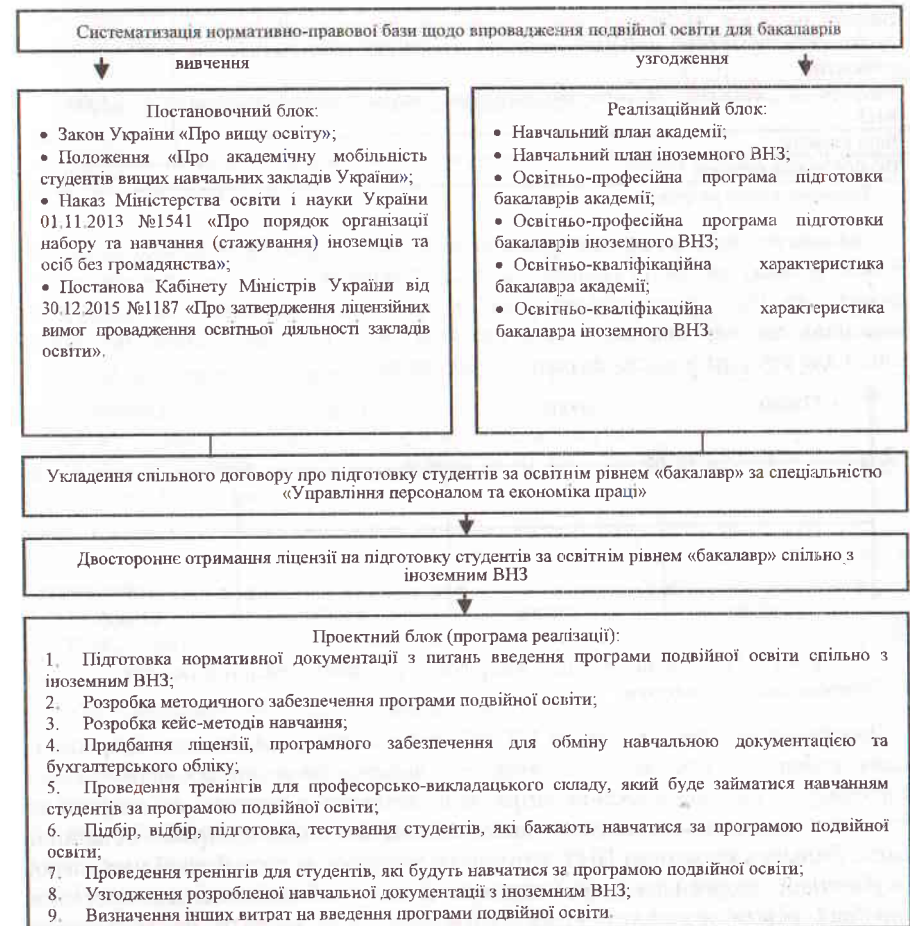 Систематизація нормативно-правової бази щодо впровадження подвійної освіти для бакалаврів
вивчення
узгодження
Постановочний блок:
• Закон України «Про вищу освіту»;
• Положення «Про академічну мобільність
студентів вищих навчальних закладів України»;
• Наказ Міністерства освіти і науки України
01.11.2013 №1541 «Про порядок організації
набору та навчання (стажування) іноземців та
осіб без громадянства»;
• Постанова Кабінету Міністрів України від
30.12.2015 №1187 «Про затвердження ліцензійних
вимог провадження освітньої діяльності закладів
освіти».
Реалізаційний блок:
• Навчальний план академії;
• Навчальний план іноземного ВНЗ;
• Освітньо-професійна програма підготовки
бакалаврів академії;
• Освітньо-професійна програма підготовки
бакалаврів іноземного ВНЗ;
• Освітньо-кваліфікаційна характеристика
бакалавра академії;
• Освітньо-кваліфікаційна характеристика
бакалавра іноземного ВНЗ.
Укладення спільного договору про підготовку студентів за освітнім рівнем «бакалавр» за спеціальністю
«Управління персоналом та економіка праці»
Двостороннє отримання ліцензії на підготовку студентів за освітнім рівнем «бакалавр» спільно з
іноземним ВНЗ
Проектний блок (програма реалізації):
1. Підготовка нормативної документації з питань введення програми подвійної освіти спільно з
іноземним ВНЗ;
2. Розробка методичного забезпечення програми подвійної освіти;
3. Розробка кейс-методів навчання;
4. Придбання ліцензії, програмного забезпечення для обміну навчальною документацією та
бухгалтерського обліку;
5. Проведення тренінгів для професорсько-викладацького складу, який буде займатися навчанням
студентів за програмою подвійної освіти;
6. Підбір, відбір, підготовка, тестування студентів, які бажають навчатися за програмою подвійної
освіти;
7. Проведення тренінгів для студентів, які будуть навчатися за програмою подвійної освіти;
8. Узгодження розробленої навчальної документації з іноземним ВНЗ;
9. Визначення інших витрат на введення програми подвійної освіти.